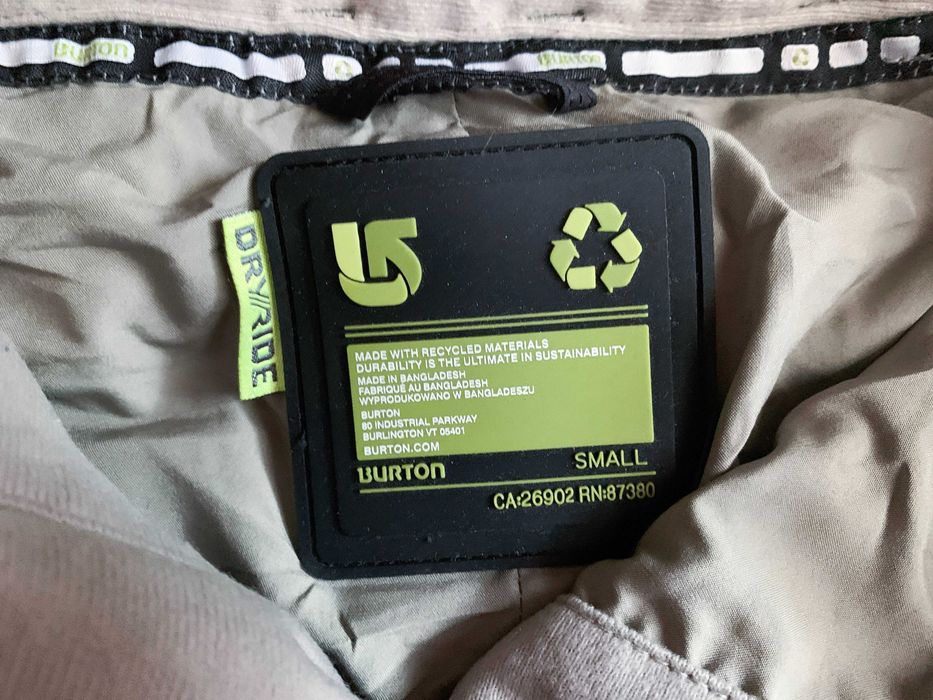 BURTON
BURTON
DRY///RIDE
MADE WITH RECYCLED MATERIALS
DURABILITY IS THE ULTIMATE IN SUSTAINABILITY
MADE IN BANGLADESH
FABRIQUÉ AU BANGLADESH
WYPRODUKOWANO W BANGLADESZU
BURTON
80 INDUSTRIAL PARKWAY
BURLINGTON VT 05401
BURTON.COM
BURTON
SMALL
CA:26902 RN:87380